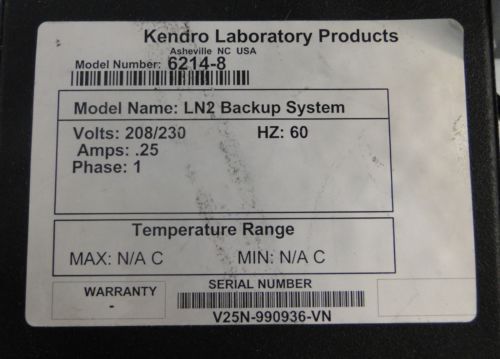 Kendro Laboratory Products
Asheville NC USA
Model Number: 6214-8
Model Name: LN2 Backup System
Volts: 208/230 HZ: 60
Amps: .25
Phase: 1
Temperature Range
MAX: N/A C MIN: N/A C
WARRANTY SERIAL NUMBER
-
V25N-990936-VN